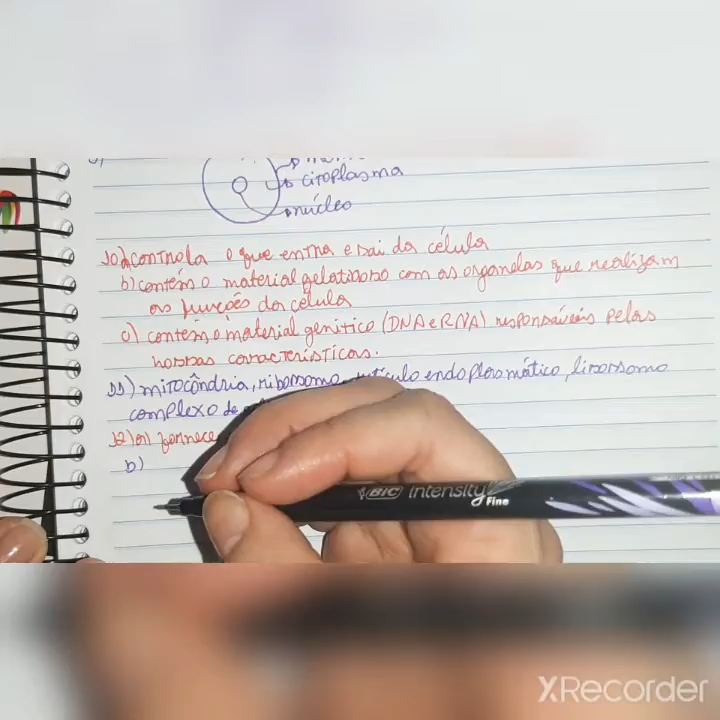 citoplasma
núcleo
10)a) controla o que entra e sai da célula
b) contém o material gelatinoso com as organelas que realizam
as funções da célula
c) contém o material genitico (DNA e RNA) responsáveis pelas
nossas características.
11) mitocôndria, ribossomo, retículo endoplasmático, lisossomo
complexo de
12)a) fornece
b)
BIC intensity Fine
XRecorder